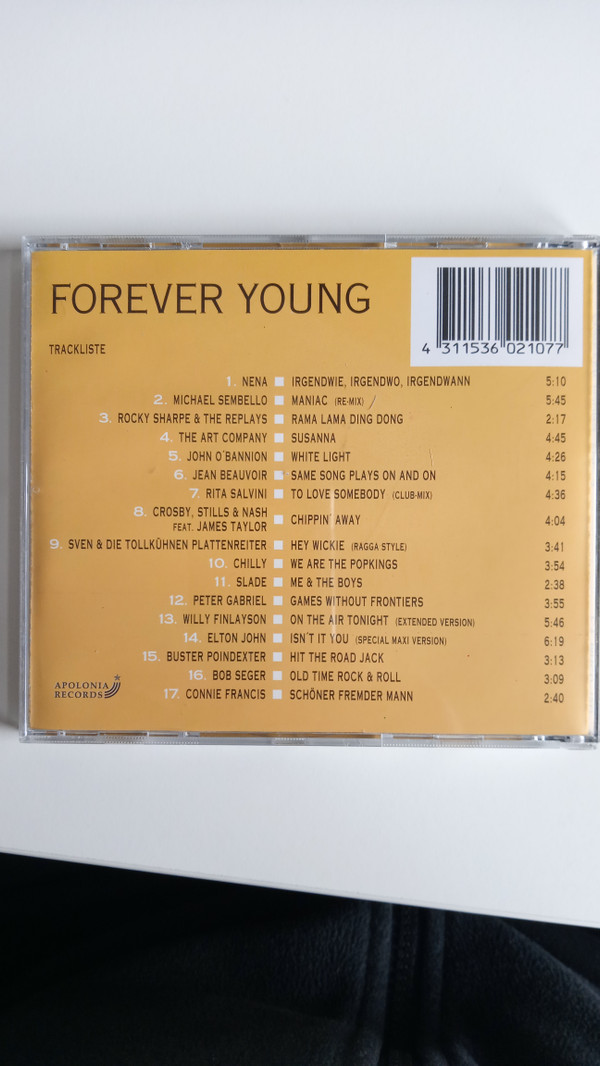 FOREVER YOUNG
4 311536 021077
TRACKLISTE
1. NENA IRGENDWIE, IRGENDWO, IRGENDWANN 5:10
2. MICHAEL SEMBELLO MANIAC (RE-MIX) 5:45
3. ROCKY SHARPE & THE REPLAYS RAMA LAMA DING DONG 2:17
4. THE ART COMPANY SUSANNA 4:45
5. JOHN O´BANNION WHITE LIGHT 4:26
6. JEAN BEAUVOIR SAME SONG PLAYS ON AND ON 4:15
7. RITA SALVINI TO LOVE SOMEBODY (CLUB-MIX) 4:36
8. CROSBY, STILLS & NASH
FEAT. JAMES TAYLOR CHIPPIN´ AWAY 4:04
9. SVEN & DIE TOLLKÜHNEN PLATTENREITER HEY WICKIE (RAGGA STYLE) 3:41
10. CHILLY WE ARE THE POPKINGS 3:54
11. SLADE ME & THE BOYS 2:38
12. PETER GABRIEL GAMES WITHOUT FRONTIERS 3:55
13. WILLY FINLAYSON ON THE AIR TONIGHT (EXTENDED VERSION) 5:46
14. ELTON JOHN ISN´T IT YOU (SPECIAL MAXI VERSION) 6:19
15. BUSTER POINDEXTER HIT THE ROAD JACK 3:13
16. BOB SEGER OLD TIME ROCK & ROLL 3:09
17. CONNIE FRANCIS SCHÖNER FREMDER MANN 2:40
APOLONIA
RECORDS